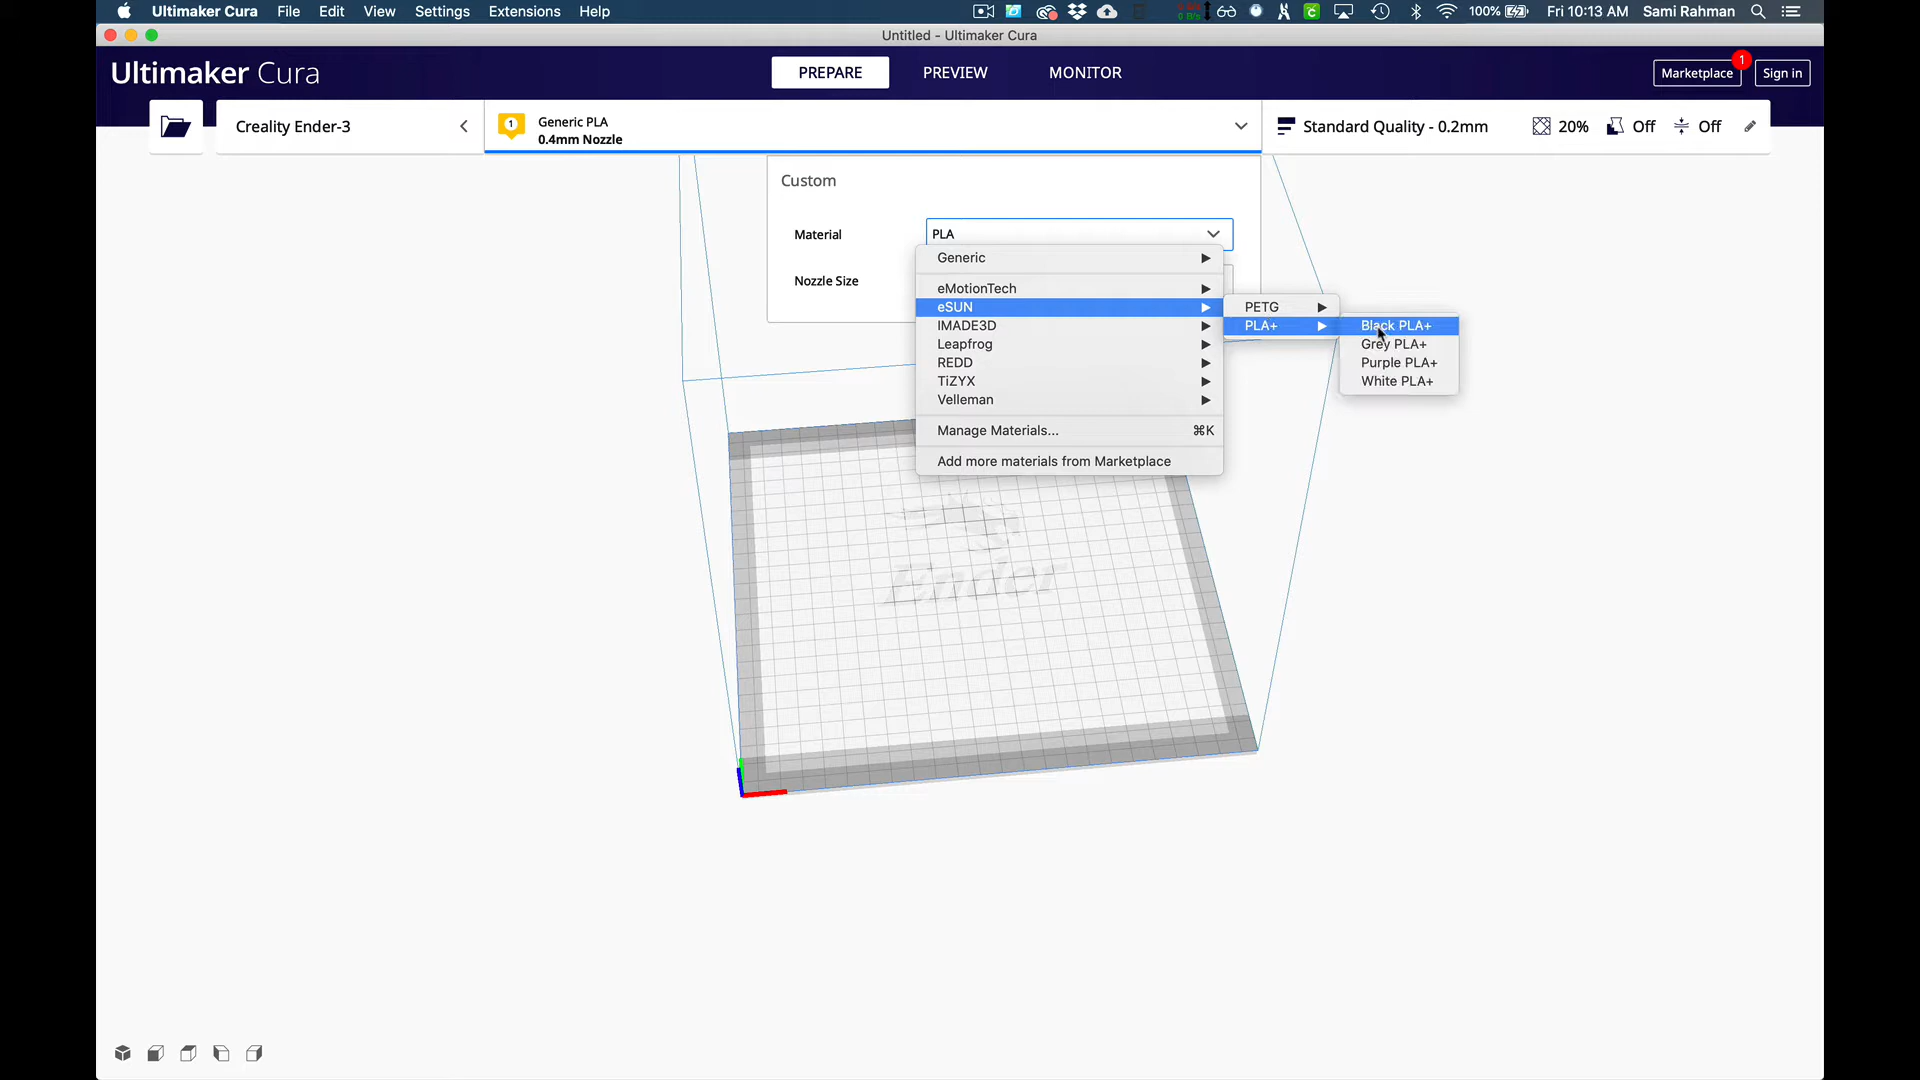 Ultimaker Cura File Edit View Settings Extensions Help 100% Fri 10:13 AM Sami Rahman
Untitled - Ultimaker Cura
Ultimaker Cura PREPARE PREVIEW MONITOR Marketplace 1 Sign in
Creality Ender-3
1 Generic PLA
0.4mm Nozzle
Standard Quality - 0.2mm 20% Off Off
Custom
Material PLA
Nozzle Size
Generic
eMotionTech
eSUN
IMADE3D
Leapfrog
REDD
TiZYX
Velleman
Manage Materials... ⌘K
Add more materials from Marketplace
PETG
PLA+
Black PLA+
Grey PLA+
Purple PLA+
White PLA+
Ender